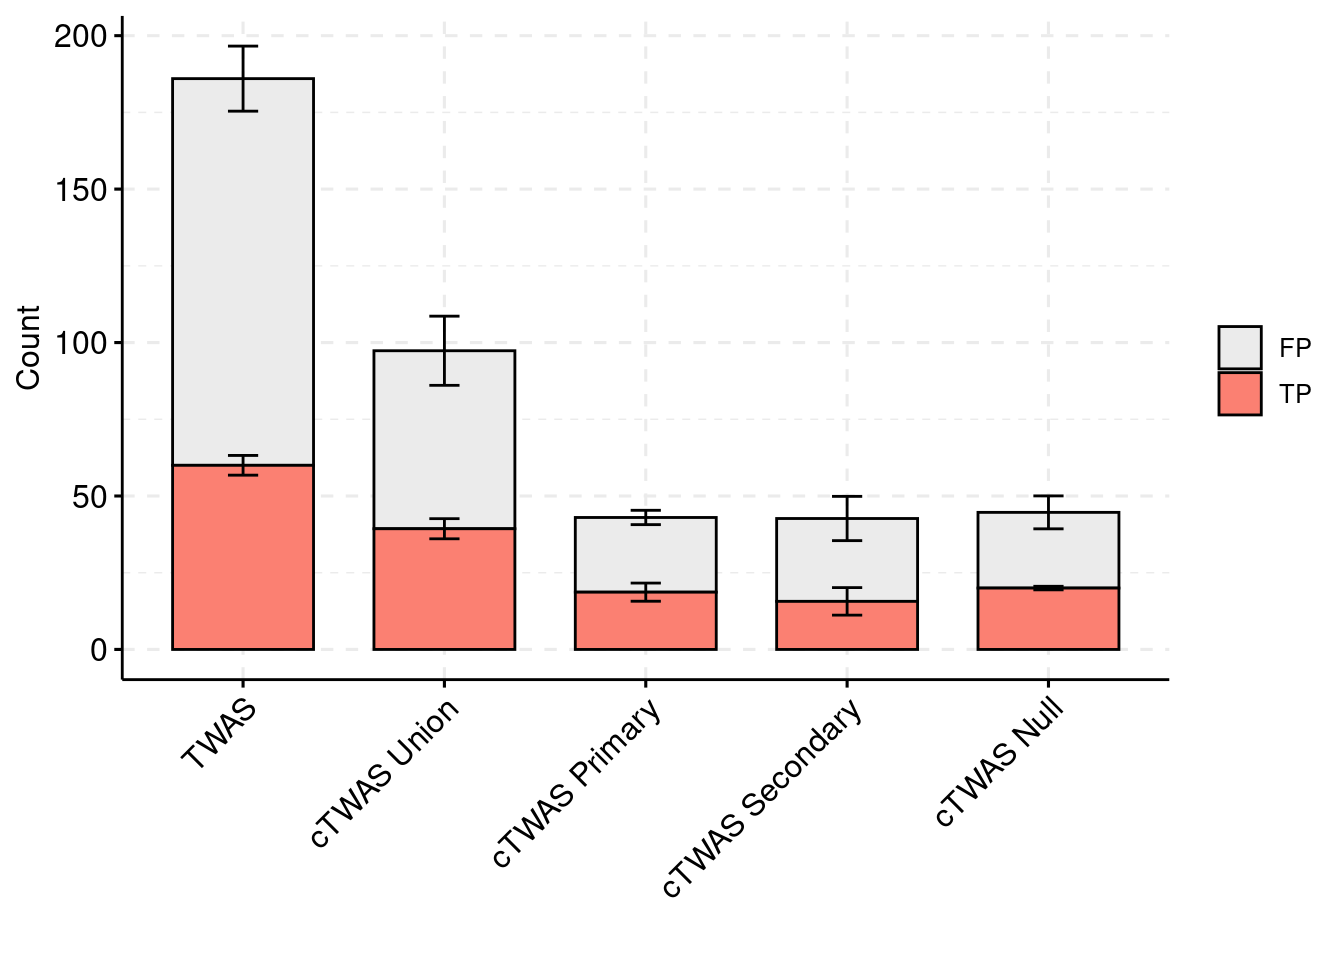 200
150
100
50
0
Count
TWAS
cTWAS Union
cTWAS Primary
cTWAS Secondary
cTWAS Null
FP
TP